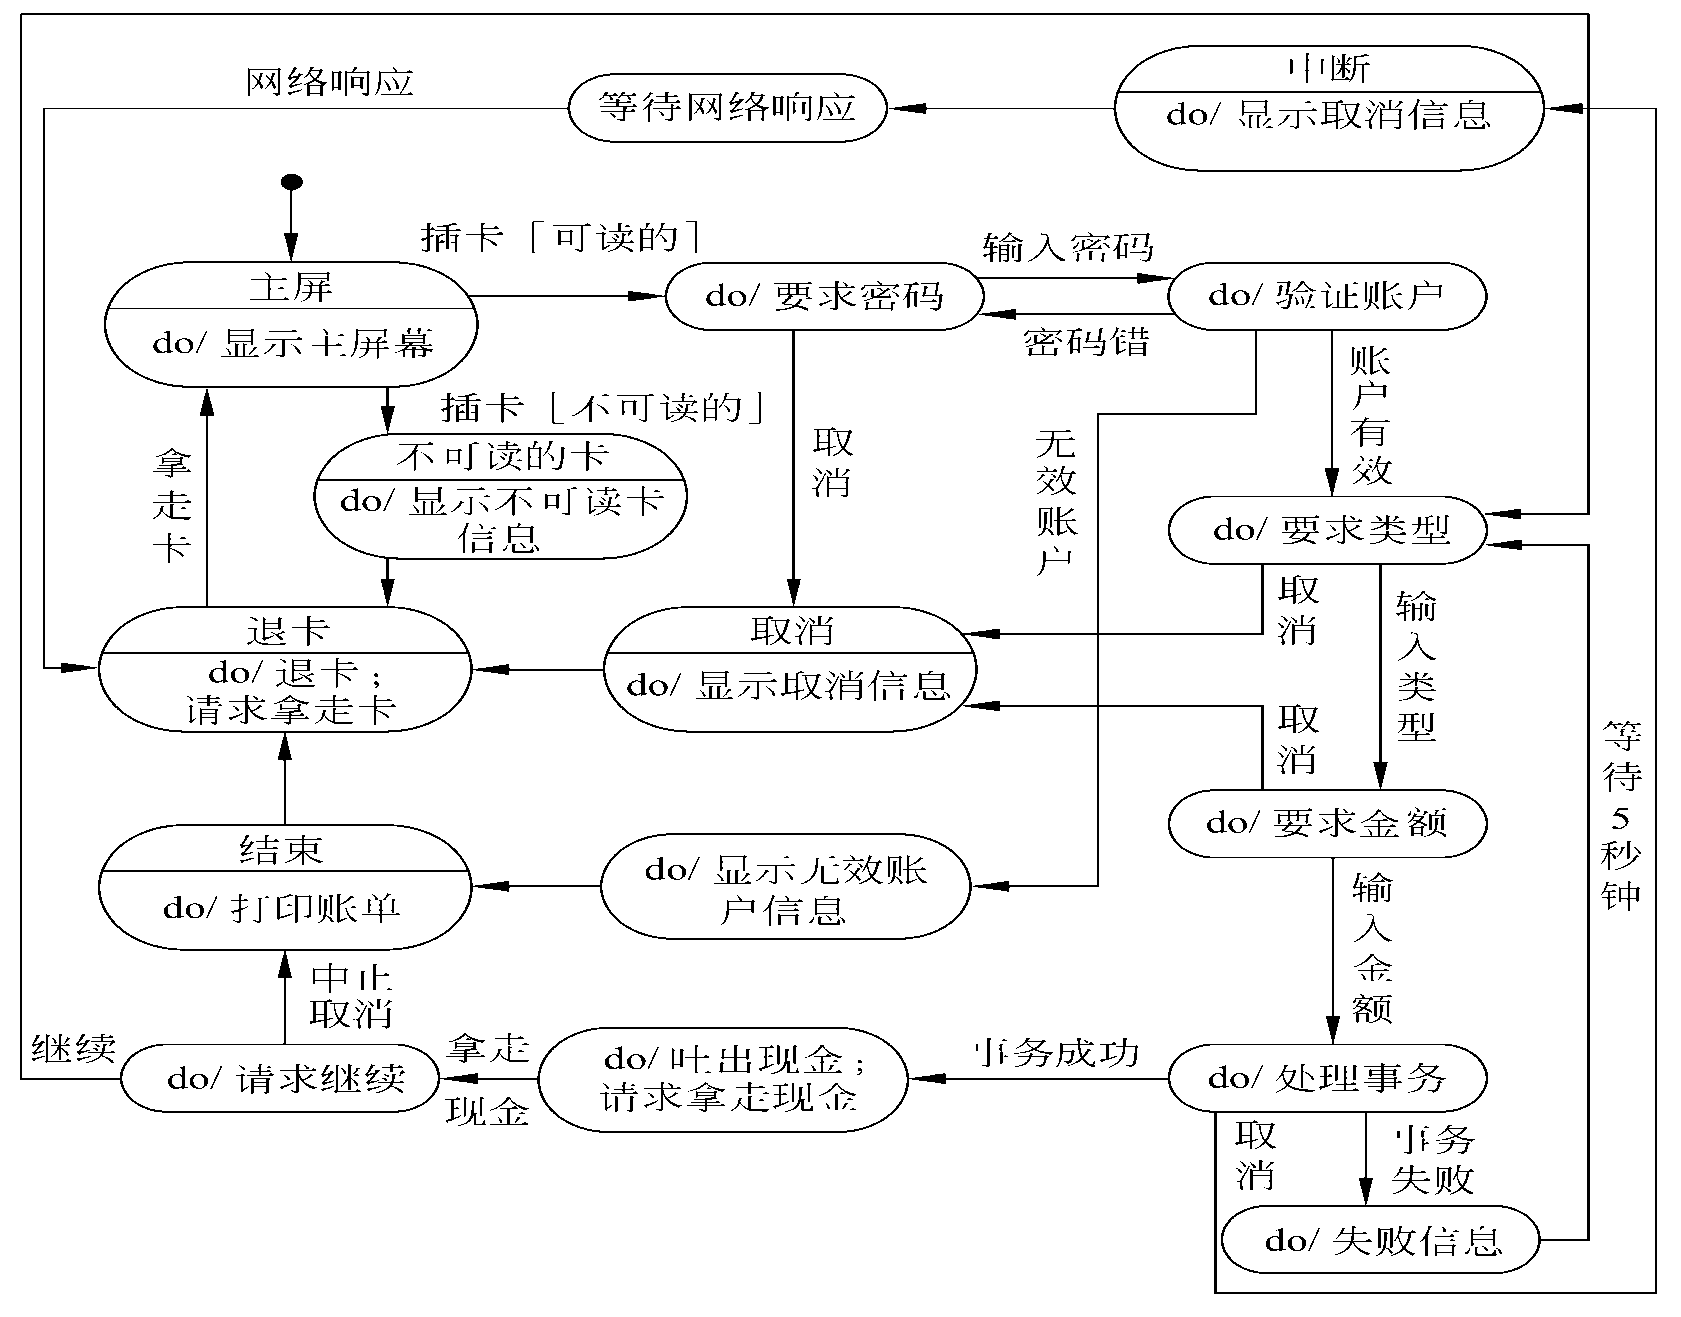 网络响应
等待网络响应
中断
do/ 显示取消信息
插卡［可读的］
输入密码
主屏
do/ 显示主屏幕
do/ 要求密码
do/ 验证账户
密码错
插卡［不可读的］
账户有效
取消
无效账户
拿走卡
不可读的卡
do/ 显示不可读卡
信息
do/ 要求类型
取消
输入类型
退卡
do/ 退卡；
请求拿走卡
取消
do/ 显示取消信息
取消
等待5秒钟
do/ 要求金额
结束
do/ 打印账单
do/ 显示无效账
户信息
输入金额
中止
取消
继续
do/ 请求继续
拿走
现金
do/ 吐出现金；
请求拿走现金
事务成功
do/ 处理事务
取消
事务
失败
do/ 失败信息